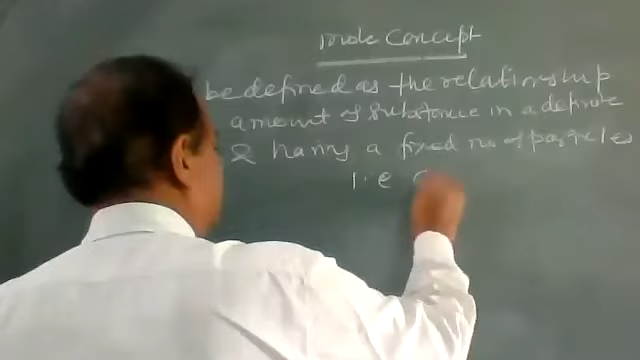 mole concept
be defined as the relationship
amount of substance in a definite
& having a fixed no of particles
i.e